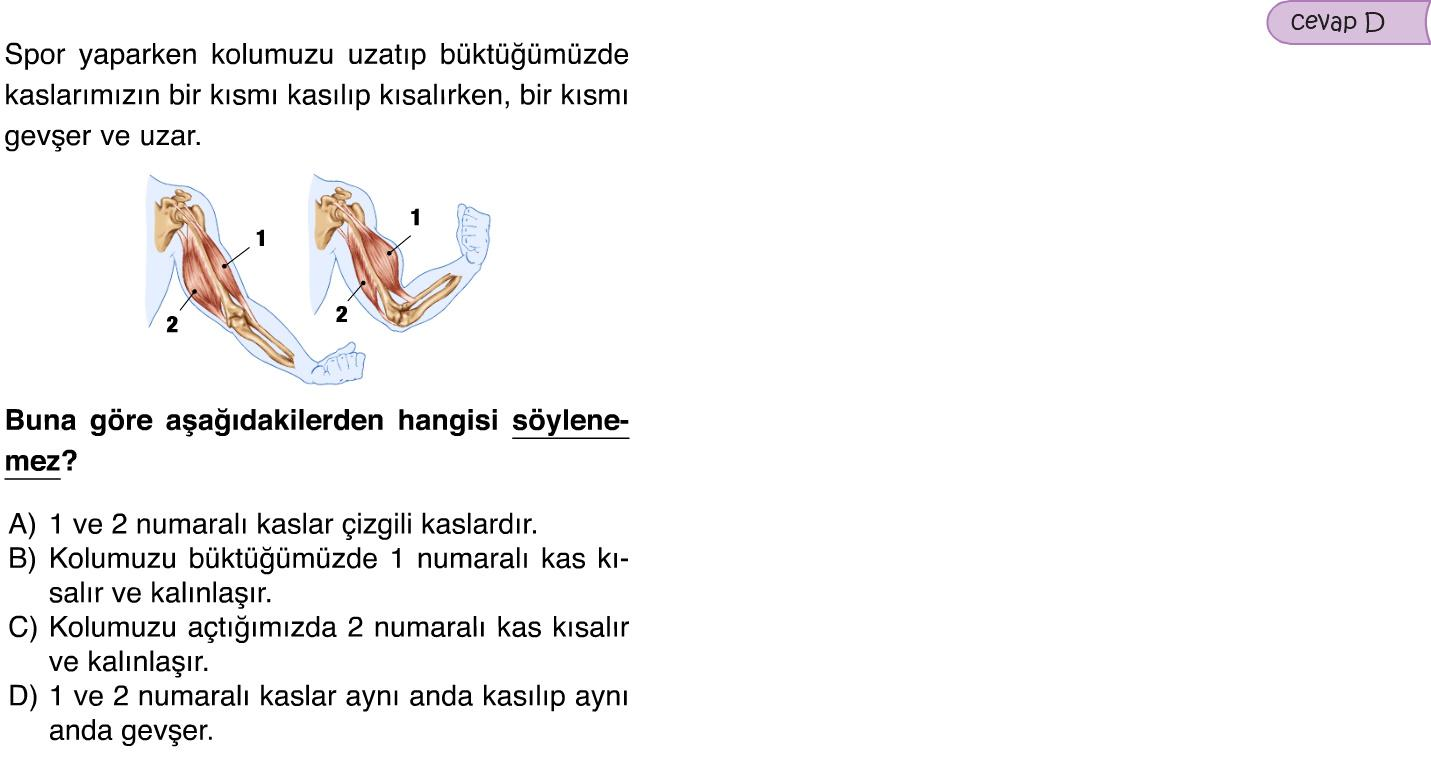 cevap D
Spor yaparken kolumuzu uzatıp büktüğümüzde
kaslarımızın bir kısmı kasılıp kısalırken, bir kısmı
gevşer ve uzar.
1
1
2
2
Buna göre aşağıdakilerden hangisi söylene-
mez?
A) 1 ve 2 numaralı kaslar çizgili kaslardır.
B) Kolumuzu büktüğümüzde 1 numaralı kas kı-
salır ve kalınlaşır.
C) Kolumuzu açtığımızda 2 numaralı kas kısalır
ve kalınlaşır.
D) 1 ve 2 numaralı kaslar aynı anda kasılıp aynı
anda gevşer.